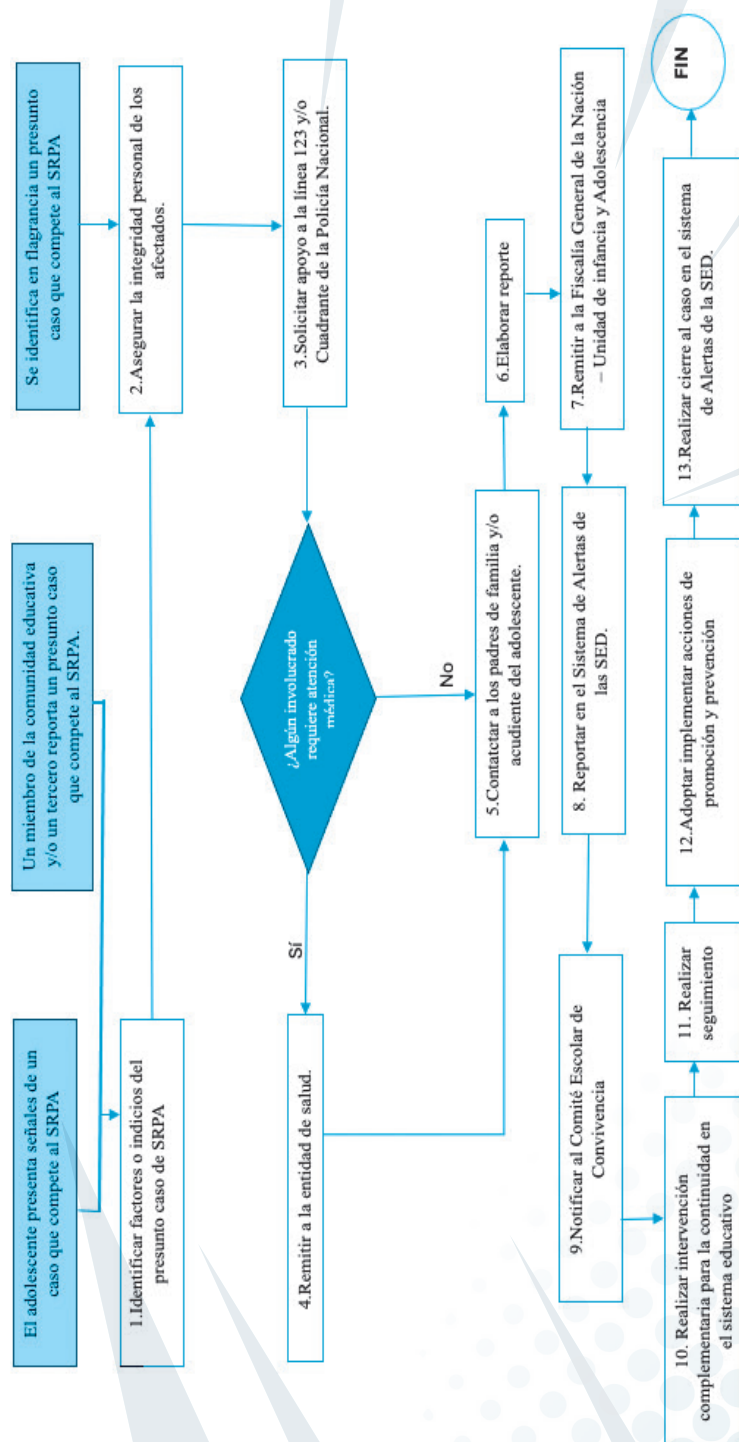 El adolescente presenta señales de un
caso que compete al SRPA
Un miembro de la comunidad educativa
y/o un tercero reporta un presunto caso
que compete al SRPA.
Se identifica en flagrancia un presunto
caso que compete al SRPA
1.Identificar factores o indicios del
presunto caso de SRPA
2.Asegurar la integridad personal de los
afectados.
3.Solicitar apoyo a la línea 123 y/o
Cuadrante de la Policía Nacional.
¿Algún involucrado
requiere atención
médica?
Sí
No
4.Remitir a la entidad de salud.
5.Contatctar a los padres de familia y/o
acudiente del adolescente.
6.Elaborar reporte
7.Remitir a la Fiscalía General de la Nación
– Unidad de infancia y Adolescencia
8. Reportar en el Sistema de Alertas de
las SED.
9.Notificar al Comité Escolar de
Convivencia
10. Realizar intervención
complementaria para la continuidad en
el sistema educativo
11. Realizar
seguimiento
12.Adoptar implementar acciones de
promoción y prevención
13.Realizar cierre al caso en el sistema
de Alertas de la SED.
FIN